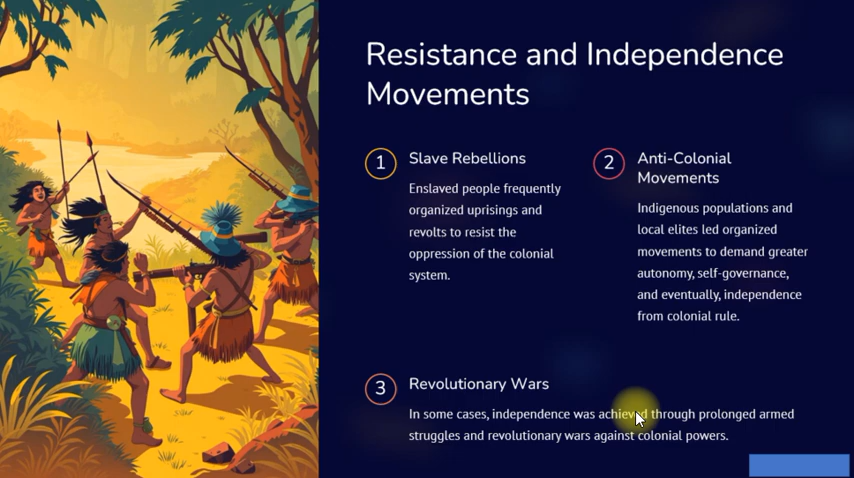 Resistance and Independence
Movements
1
Slave Rebellions
Enslaved people frequently
organized uprisings and
revolts to resist the
oppression of the colonial
system.
2
Anti-Colonial
Movements
Indigenous populations and
local elites led organized
movements to demand greater
autonomy, self-governance,
and eventually, independence
from colonial rule.
3
Revolutionary Wars
In some cases, independence was achieved through prolonged armed
struggles and revolutionary wars against colonial powers.